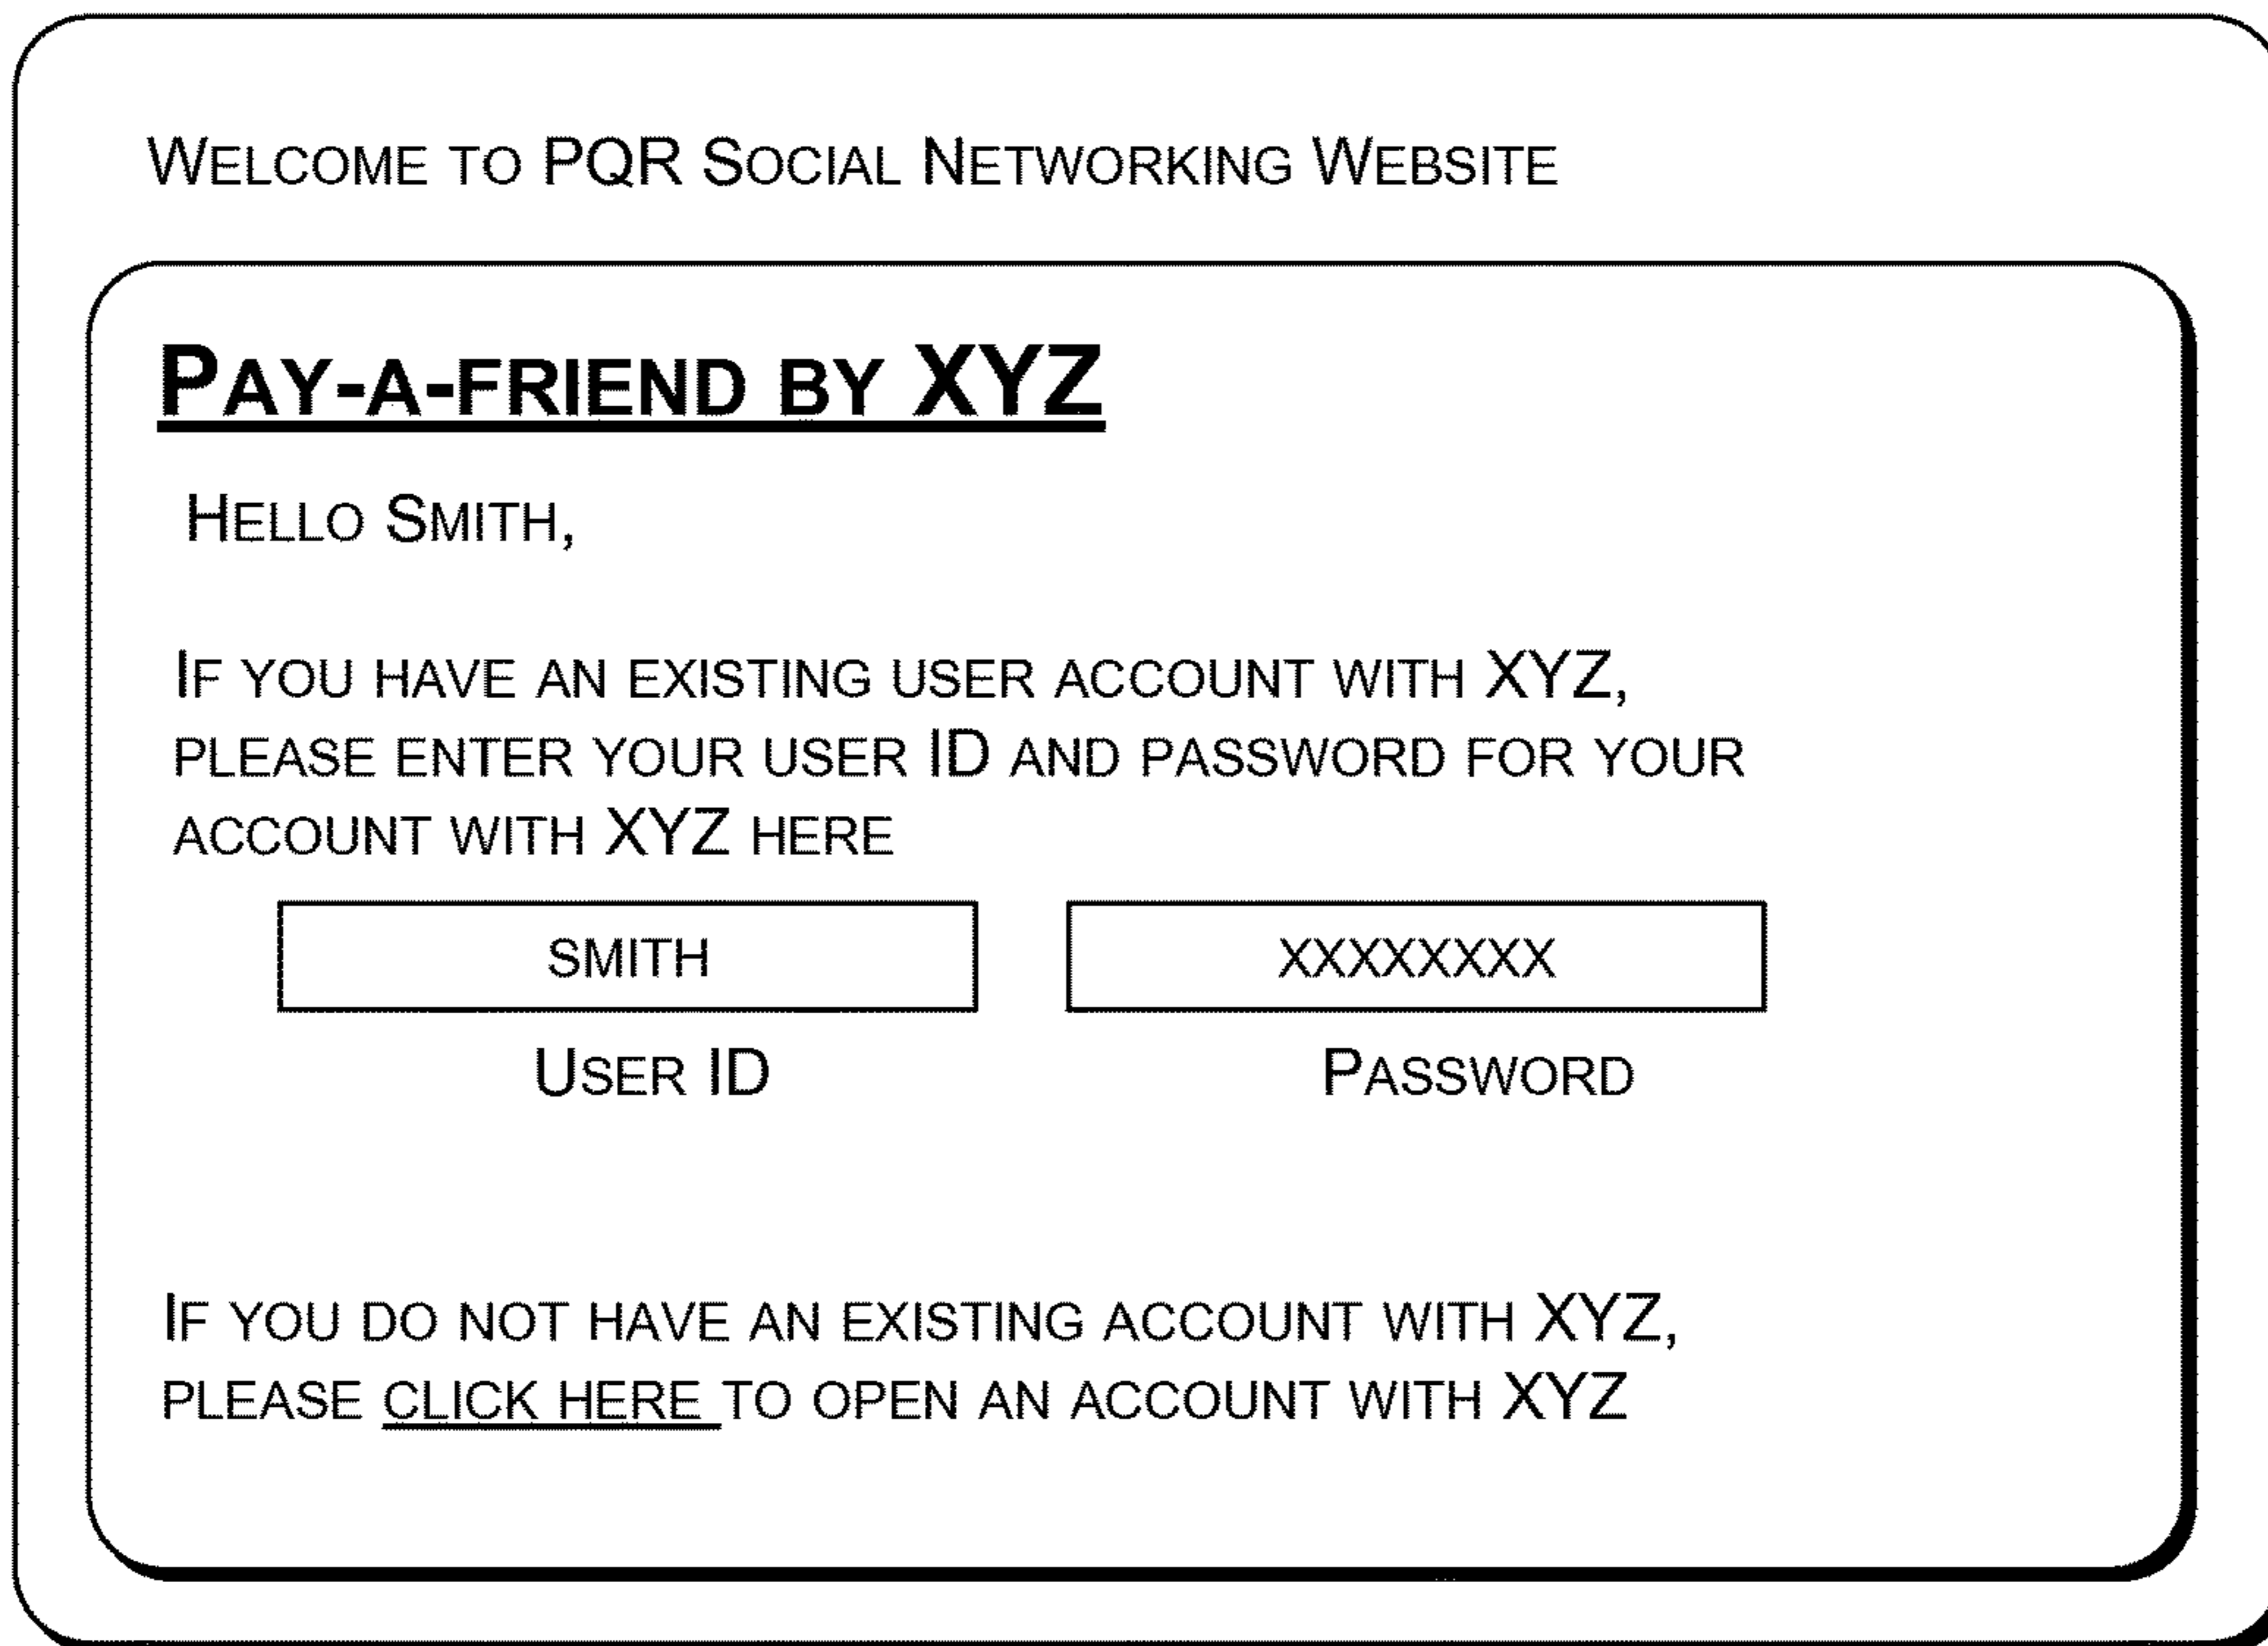 Welcome to PQR Social Networking Website
Pay-a-friend by XYZ
Hello Smith,
If you have an existing user account with XYZ,
please enter your user ID and password for your
account with XYZ here
smith xxxxxxxx
User ID Password
If you do not have an existing account with XYZ,
please click here to open an account with XYZ